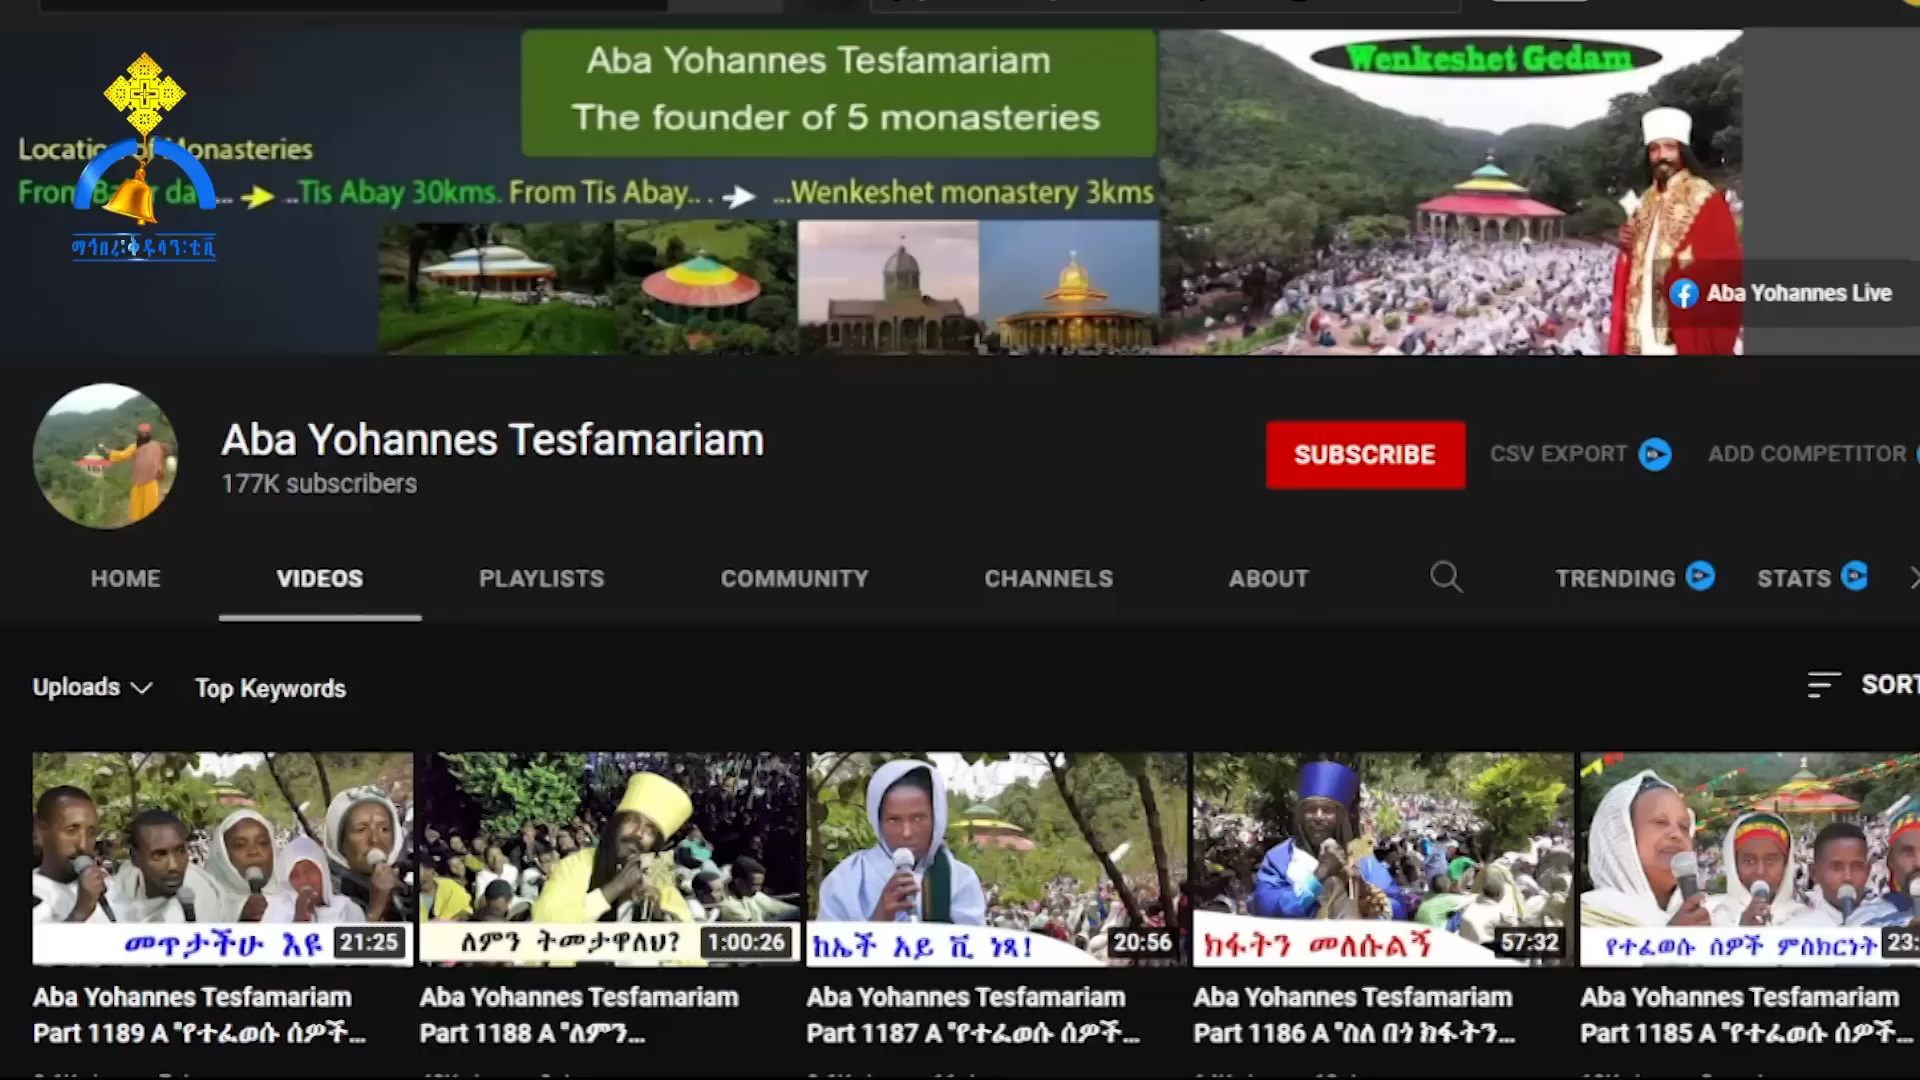 Aba Yohannes Tesfamariam
The founder of 5 monasteries
Wenkeshet Gedam
Monasteries
From
..Tis Abay 30kms. From Tis Abay.. . ...Wenkeshet monastery 3kms
ማኅበረ፡ቅዱሳን፡ቲቪ
Aba Yohannes Live
Aba Yohannes Tesfamariam
177K subscribers
SUBSCRIBE
CSV EXPORT
ADD COMPETITOR
HOME
VIDEOS
PLAYLISTS
COMMUNITY
CHANNELS
ABOUT
TRENDING
STATS
Uploads
Top Keywords
SORT
መጥታችሁ እዩ
21:25
ለምን ትመታዋለህ?
1:00:26
ከኤች አይ ቪ ነጻ!
20:56
ክፋትን መለሱልኝ
57:32
የተፈወሱ ሰዎች ምስክርነት
23:
Aba Yohannes Tesfamariam
Part 1189 A "የተፈወሱ ሰዎች...
Aba Yohannes Tesfamariam
Part 1188 A "ለምን...
Aba Yohannes Tesfamariam
Part 1187 A "የተፈወሱ ሰዎች...
Aba Yohannes Tesfamariam
Part 1186 A "ስለ በጎ ክፋትን...
Aba Yohannes Tesfamariam
Part 1185 A "የተፈወሱ ሰዎች...